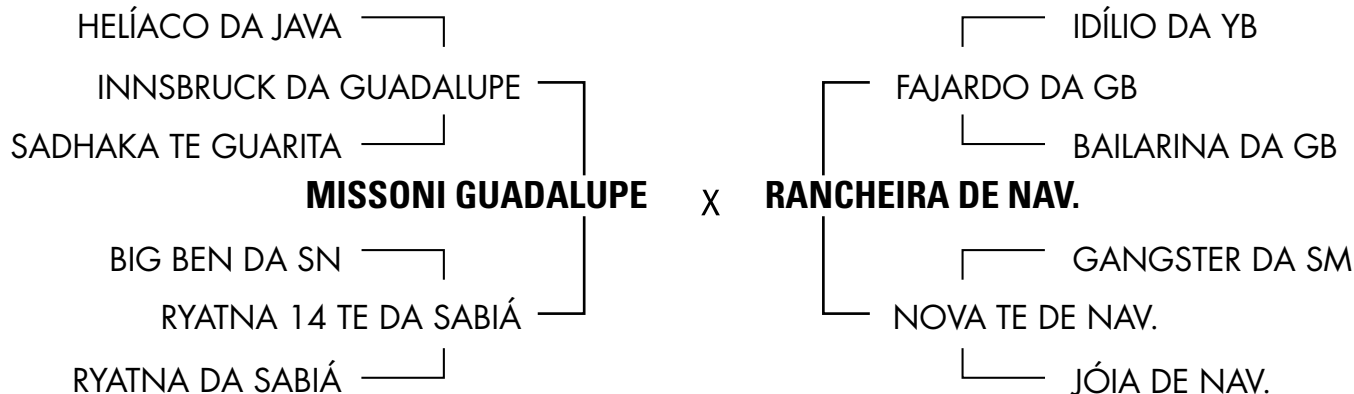 HELÍACO DA JAVA IDÍLIO DA YB
INNSBRUCK DA GUADALUPE FAJARDO DA GB
SADHAKA TE GUARITA BAILARINA DA GB
MISSONI GUADALUPE X RANCHEIRA DE NAV.
BIG BEN DA SN GANGSTER DA SM
RYATNA 14 TE DA SABIÁ NOVA TE DE NAV.
RYATNA DA SABIÁ JÓIA DE NAV.